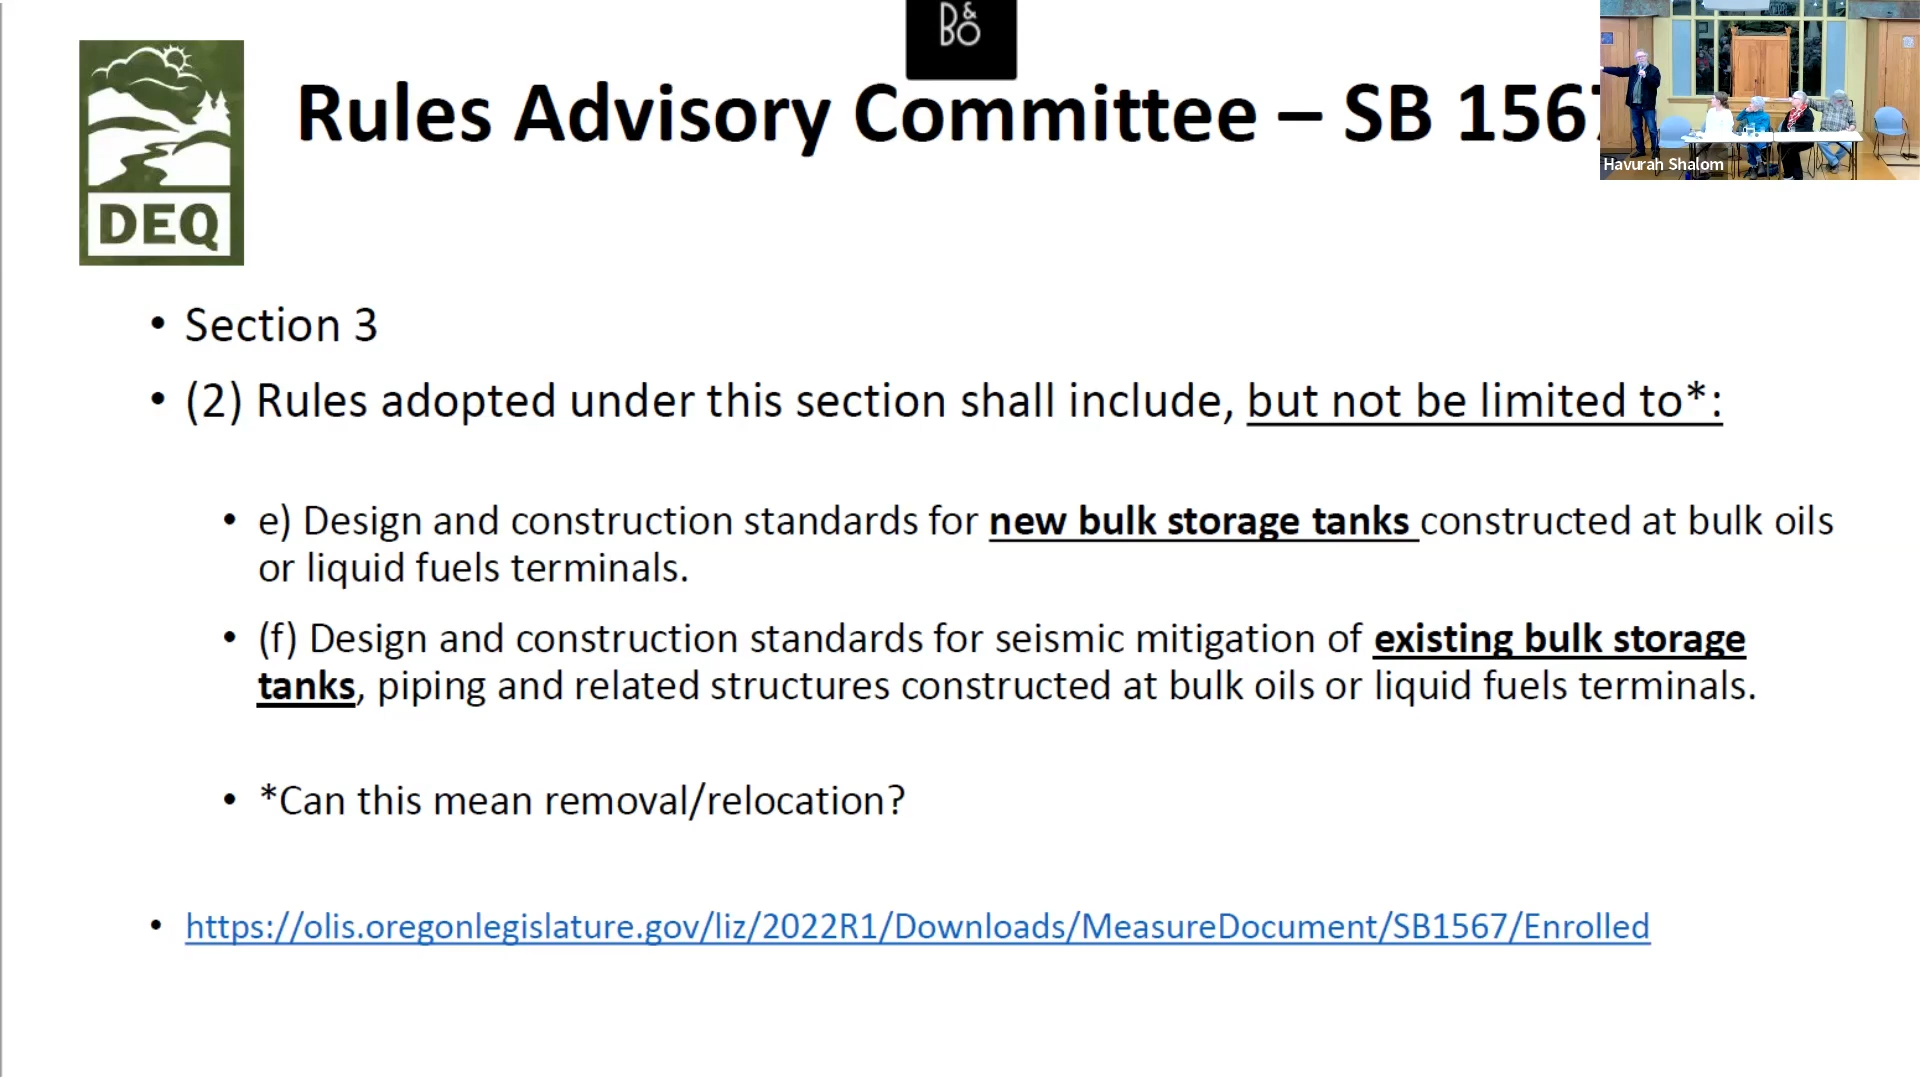 B&O
Rules Advisory Committee – SB 1567
Havurah Shalom
DEQ
• Section 3
• (2) Rules adopted under this section shall include, but not be limited to*:
• e) Design and construction standards for new bulk storage tanks constructed at bulk oils
or liquid fuels terminals.
• (f) Design and construction standards for seismic mitigation of existing bulk storage
tanks, piping and related structures constructed at bulk oils or liquid fuels terminals.
• *Can this mean removal/relocation?
• https://olis.oregonlegislature.gov/liz/2022R1/Downloads/MeasureDocument/SB1567/Enrolled